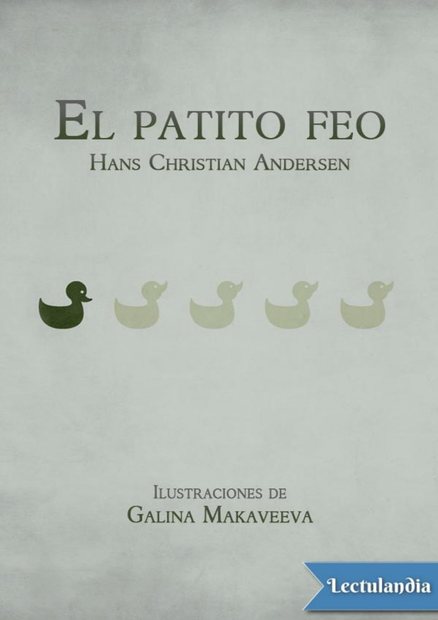 El patito feo
Hans Christian Andersen
Ilustraciones de
Galina Makaveeva
Lectulandia